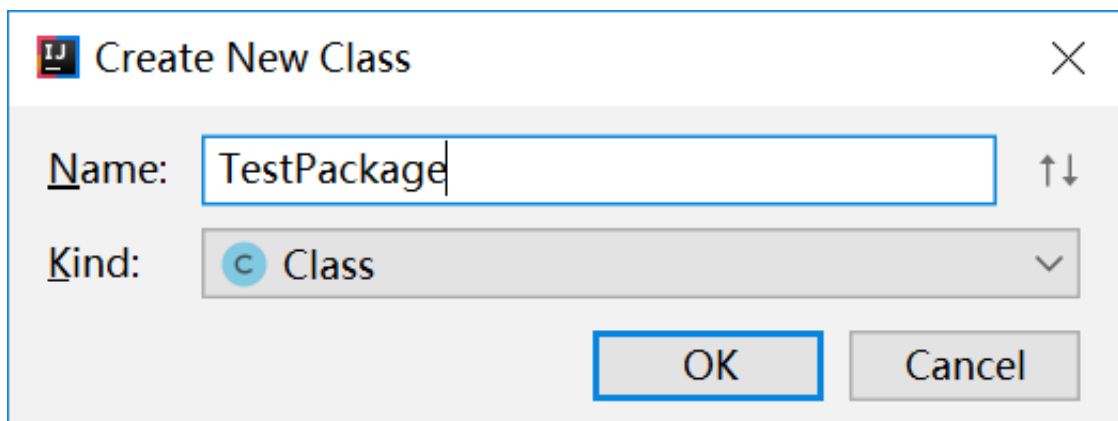 IJ Create New Class
Name: TestPackage
Kind: C Class
OK Cancel